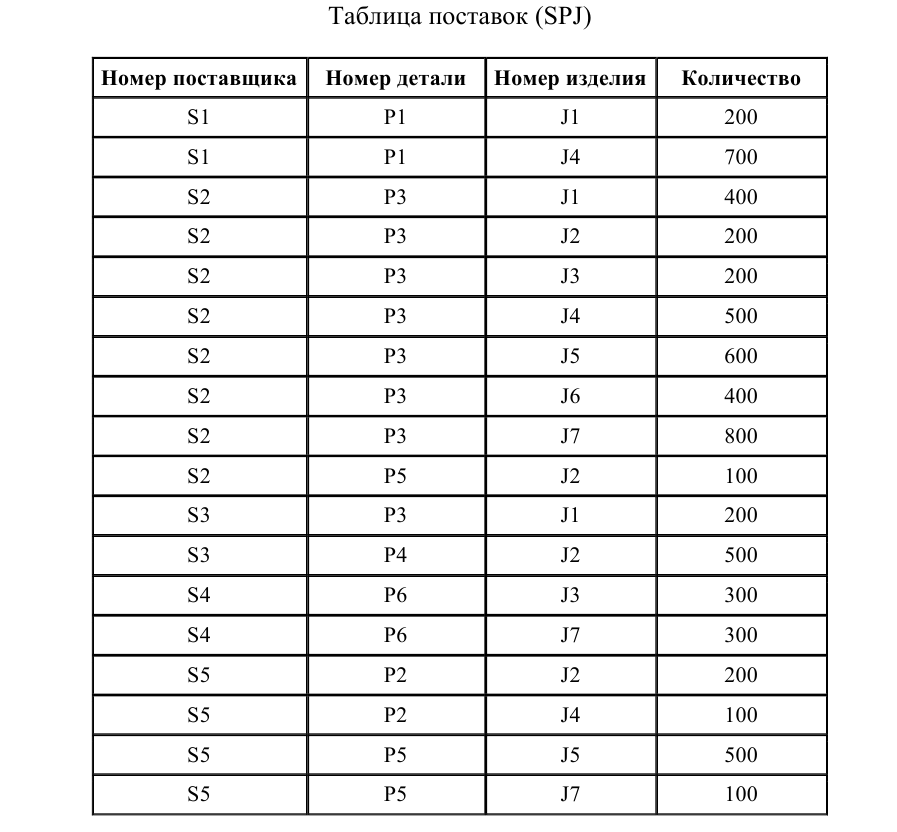 Таблица поставок (SPJ)
Номер поставщика Номер детали Номер изделия Количество
S1 P1 J1 200
S1 P1 J4 700
S2 P3 J1 400
S2 P3 J2 200
S2 P3 J3 200
S2 P3 J4 500
S2 P3 J5 600
S2 P3 J6 400
S2 P3 J7 800
S2 P5 J2 100
S3 P3 J1 200
S3 P4 J2 500
S4 P6 J3 300
S4 P6 J7 300
S5 P2 J2 200
S5 P2 J4 100
S5 P5 J5 500
S5 P5 J7 100